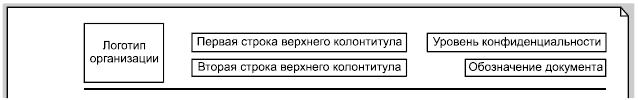 Логотип
организации
Первая строка верхнего колонтитула
Уровень конфиденциальности
Вторая строка верхнего колонтитула
Обозначение документа